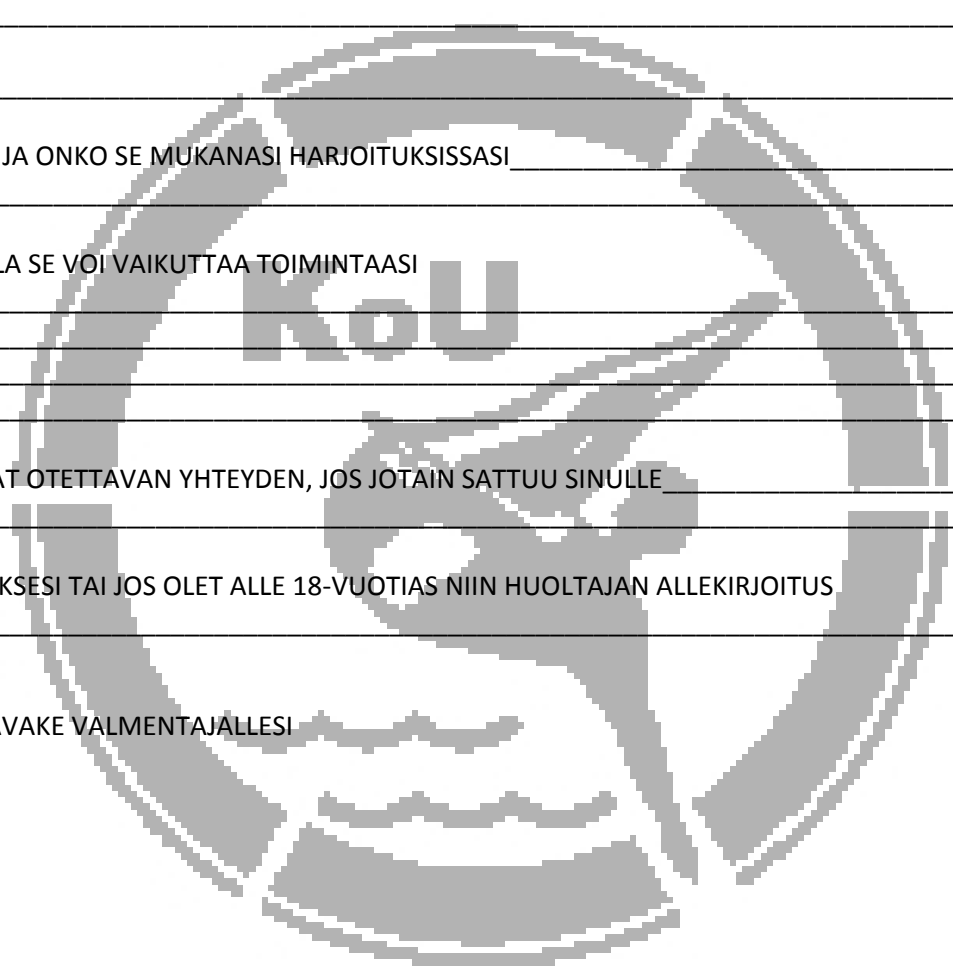 JA ONKO SE MUKANASI HARJOITUKSISSASI
LA SE VOI VAIKUTTAA TOIMINTAASI
KoU
AT OTETTAVAN YHTEYDEN, JOS JOTAIN SATTUU SINULLE
KSESI TAI JOS OLET ALLE 18-VUOTIAS NIIN HUOLTAJAN ALLEKIRJOITUS
AVAKE VALMENTAJALLESI